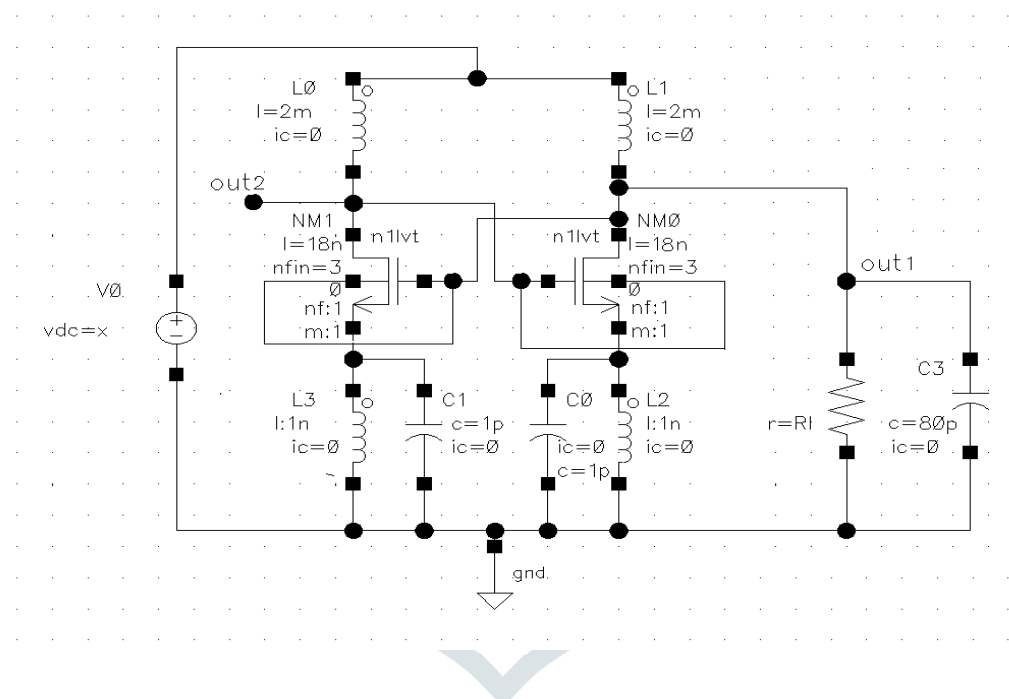 L0
l=2m
ic=0
L1
l=2m
ic=0
out2
NM1
l=18n
nfin=3
0
nf:1
m:1
n1lvt
n1lvt
NM0
l=18n
nfin=3
0
nf:1
m:1
out1
V0
vdc=x
L3
l:1n
ic=0
C1
c=1p
ic=0
C0
ic=0
c=1p
L2
l:1n
ic=0
r=Rl
C3
c=80p
ic=0
gnd